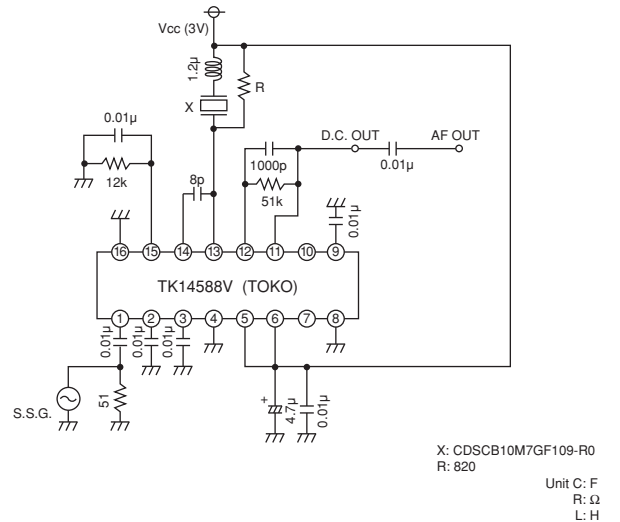 Vcc (3V)
1.2μ
R
X
0.01μ
12k
8p
1000p
51k
D.C. OUT
0.01μ
AF OUT
0.01μ
16 15 14 13 12 11 10 9
TK14588V (TOKO)
1 2 3 4 5 6 7 8
0.01μ
0.01μ
0.01μ
S.S.G.
51
+
4.7μ
0.01μ
X: CDSCB10M7GF109-R0
R: 820
Unit C: F
R: Ω
L: H